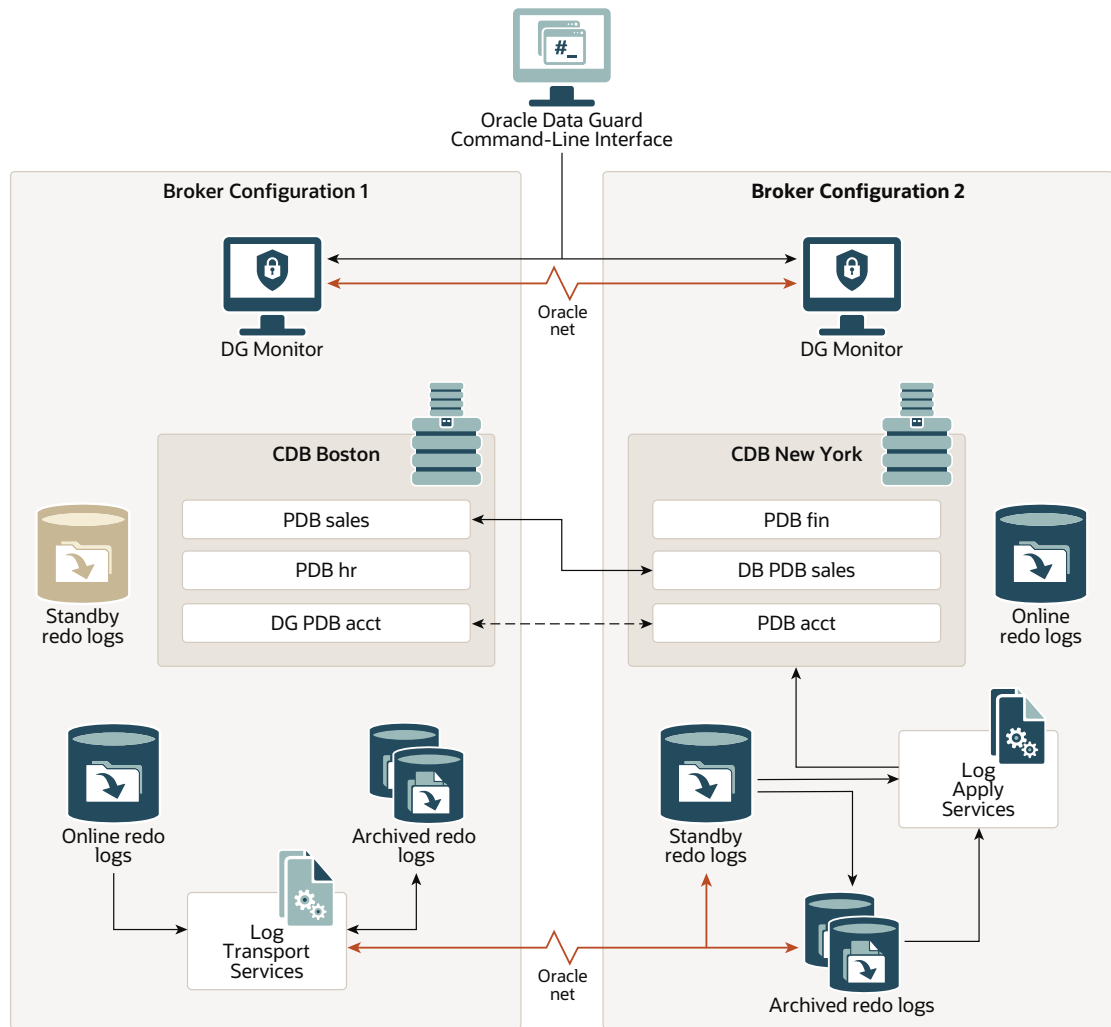 #_
Oracle Data Guard
Command-Line Interface
Broker Configuration 1
Broker Configuration 2
Oracle
net
DG Monitor
DG Monitor
CDB Boston
PDB sales
PDB hr
DG PDB acct
CDB New York
PDB fin
DB PDB sales
PDB acct
Standby
redo logs
Online
redo logs
Online redo
logs
Archived redo
logs
Log
Transport
Services
Standby
redo logs
Log
Apply
Services
Oracle
net
Archived redo logs